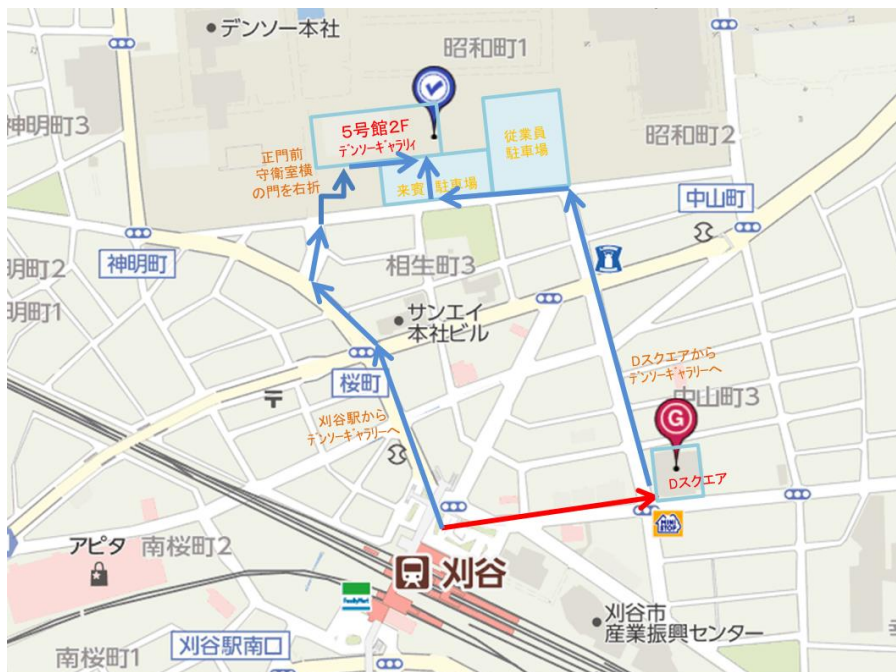 デンソー本社
昭和町1
神明町3
5号館2F
デンソーギャラリィ
従業員
駐車場
昭和町2
正門前
守衛室横
の門を右折
来賓 駐車場
中山町
神明町
明町2
相生町3
明町1
サンエイ
本社ビル
桜町
Dスクエアから
デンソーギャラリーへ
中山町3
刈谷駅から
デンソーギャラリーへ
G
Dスクエア
MINI
STOP
アピタ
南桜町2
刈谷
FamilyMart
刈谷市
産業振興センター
刈谷駅南口
南桜町1